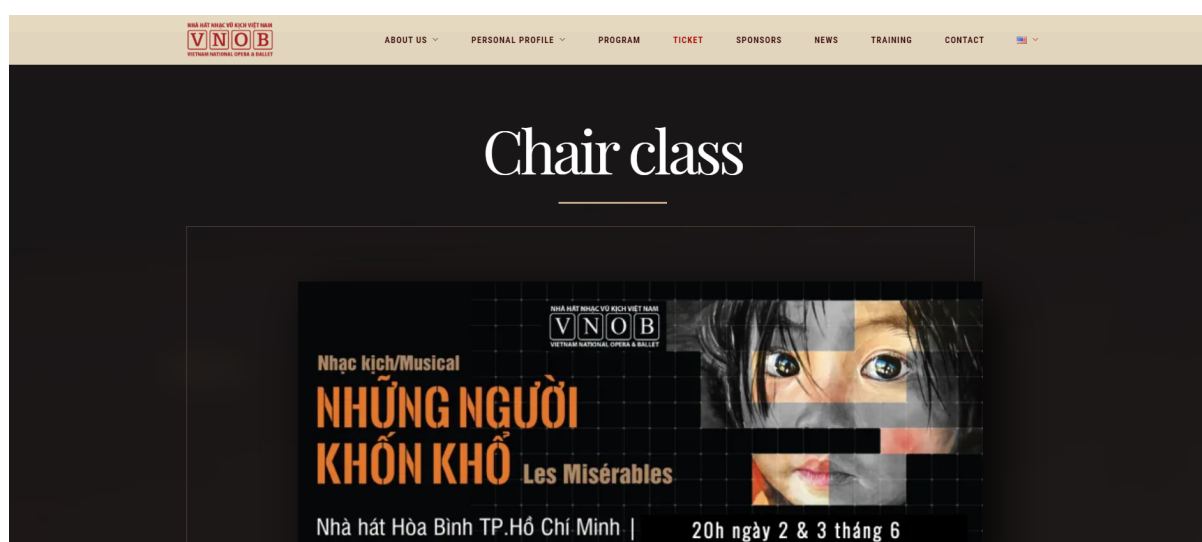 NHÀ HÁT NHẠC VŨ KỊCH VIỆT NAM
VNOB
VIETNAM NATIONAL OPERA & BALLET
ABOUT US
PERSONAL PROFILE
PROGRAM
TICKET
SPONSORS
NEWS
TRAINING
CONTACT
Chair class
NHÀ HÁT NHẠC VŨ KỊCH VIỆT NAM
VNOB
VIETNAM NATIONAL OPERA & BALLET
Nhạc kịch/Musical
NHỮNG NGƯỜI
KHỐN KHỔ Les Misérables
Nhà hát Hòa Bình TP.Hồ Chí Minh | 20h ngày 2 & 3 tháng 6